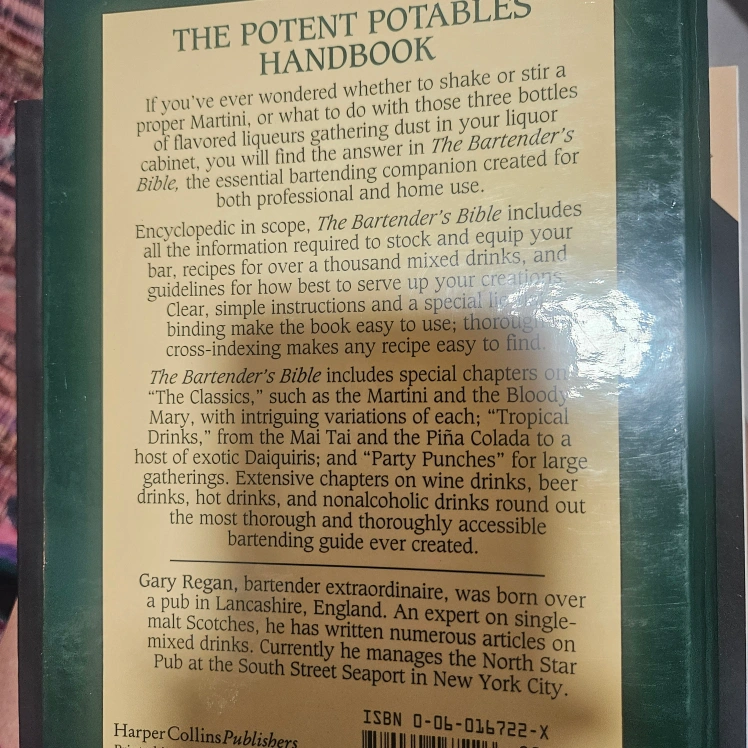 THE POTENT POTABLES
HANDBOOK
If you've ever wondered whether to shake or stir a
proper Martini, or what to do with those three bottles
of flavored liqueurs gathering dust in your liquor
cabinet, you will find the answer in The Bartender's
Bible, the essential bartending companion created for
both professional and home use.
Encyclopedic in scope, The Bartender's Bible includes
all the information required to stock and equip your
bar, recipes for over a thousand mixed drinks, and
guidelines for how best to serve up your creations.
Clear, simple instructions and a special
binding make the book easy to use; thorough
cross-indexing makes any recipe easy to find.
The Bartender's Bible includes special chapters on
“The Classics,” such as the Martini and the Bloody
Mary, with intriguing variations of each; “Tropical
Drinks,” from the Mai Tai and the Piña Colada to a
host of exotic Daiquiris; and “Party Punches” for large
gatherings. Extensive chapters on wine drinks, beer
drinks, hot drinks, and nonalcoholic drinks round out
the most thorough and thoroughly accessible
bartending guide ever created.
Gary Regan, bartender extraordinaire, was born over
a pub in Lancashire, England. An expert on single-
malt Scotches, he has written numerous articles on
mixed drinks. Currently he manages the North Star
Pub at the South Street Seaport in New York City.
ISBN 0-06-016722-X
HarperCollinsPublishers